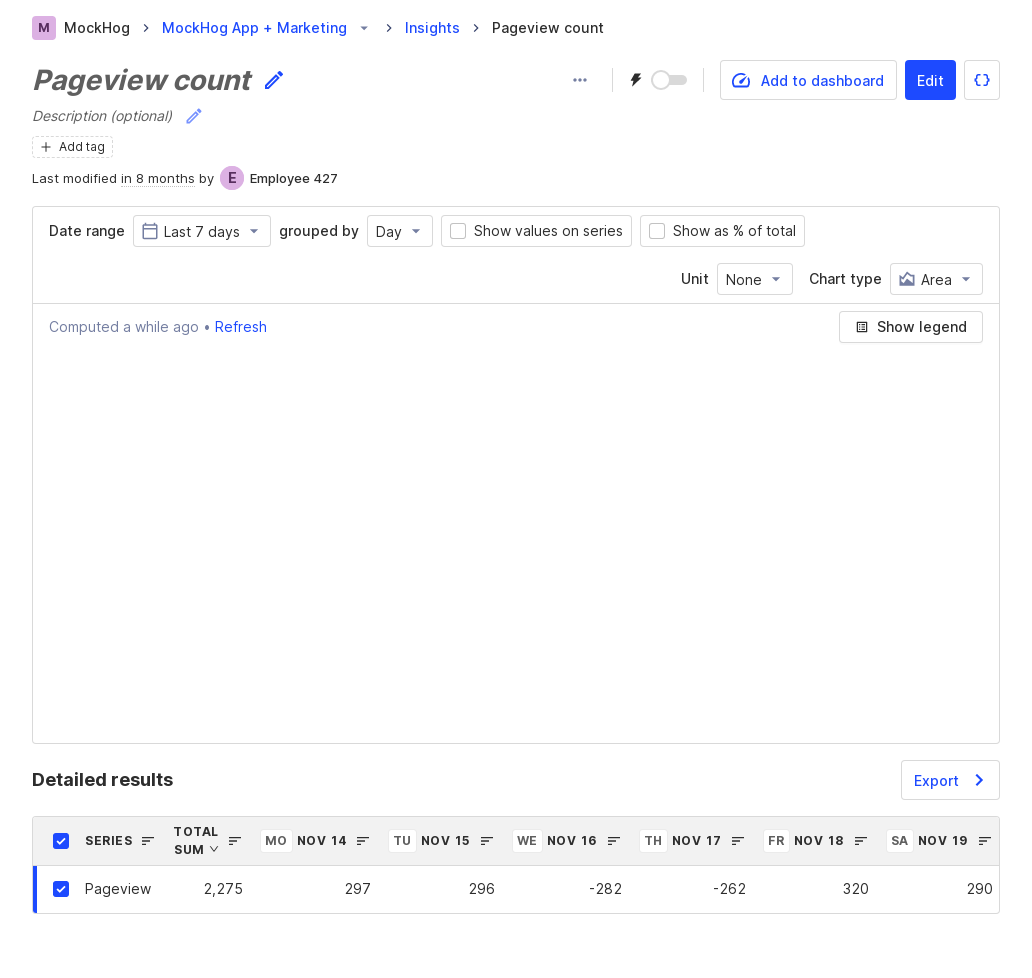 M MockHog > MockHog App + Marketing > Insights > Pageview count
Pageview count
Add to dashboard Edit
Description (optional)
Add tag
Last modified in 8 months by E Employee 427
Date range Last 7 days grouped by Day Show values on series Show as % of total
Unit None Chart type Area
Computed a while ago • Refresh Show legend
Detailed results Export
SERIES TOTAL SUM MO NOV 14 TU NOV 15 WE NOV 16 TH NOV 17 FR NOV 18 SA NOV 19
Pageview 2,275 297 296 -282 -262 320 290